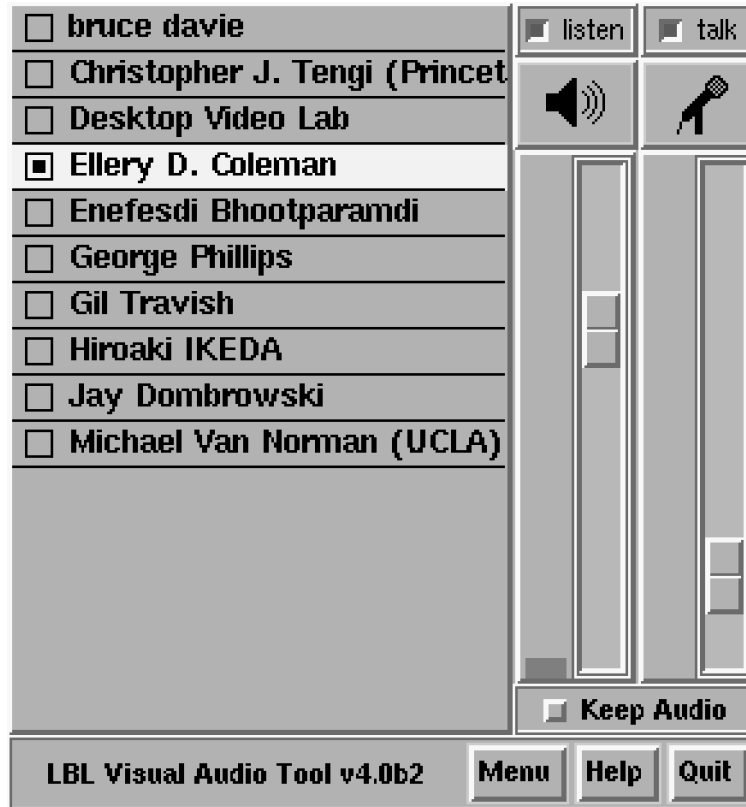 bruce davie
Christopher J. Tengi (Princet
Desktop Video Lab
Ellery D. Coleman
Enefesdi Bhootparamdi
George Phillips
Gil Travish
Hiroaki IKEDA
Jay Dombrowski
Michael Van Norman (UCLA)
listen talk
Keep Audio
LBL Visual Audio Tool v4.0b2 Menu Help Quit